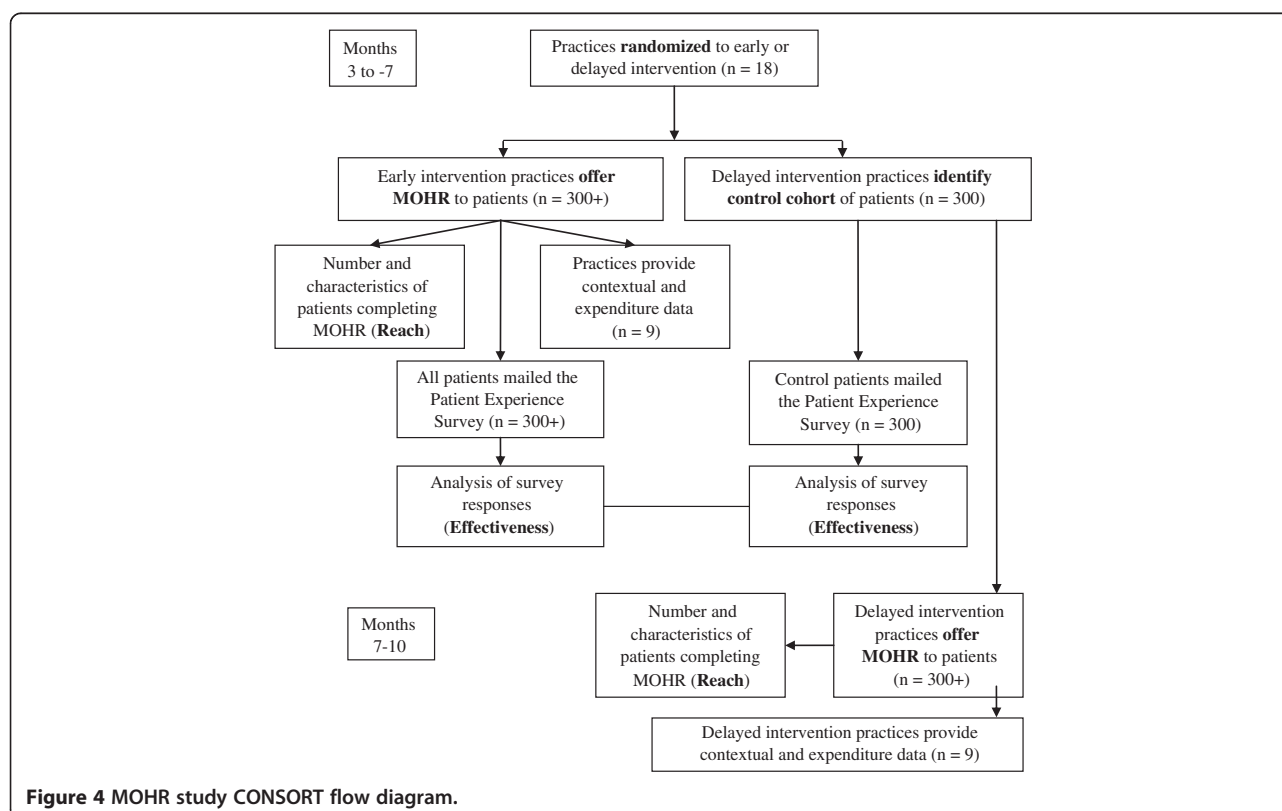 Months
3 to -7
Practices randomized to early or
delayed intervention (n = 18)
Early intervention practices offer
MOHR to patients (n = 300+)
Delayed intervention practices identify
control cohort of patients (n = 300)
Number and
characteristics of
patients completing
MOHR (Reach)
Practices provide
contextual and
expenditure data
(n = 9)
All patients mailed the
Patient Experience
Survey (n = 300+)
Control patients mailed
the Patient Experience
Survey (n = 300)
Analysis of survey
responses
(Effectiveness)
Analysis of survey
responses
(Effectiveness)
Months
7-10
Number and
characteristics of
patients completing
MOHR (Reach)
Delayed intervention
practices offer
MOHR to patients
(n = 300+)
Delayed intervention practices provide
contextual and expenditure data (n = 9)
Figure 4 MOHR study CONSORT flow diagram.